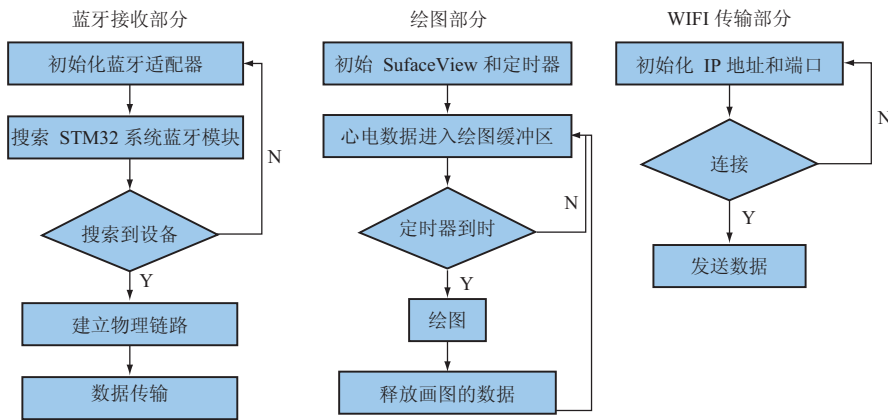 蓝牙接收部分
初始化蓝牙适配器
搜索 STM32 系统蓝牙模块
N
搜索到设备
Y
建立物理链路
数据传输
绘图部分
初始 SufaceView 和定时器
心电数据进入绘图缓冲区
N
定时器到时
Y
绘图
释放画图的数据
WIFI 传输部分
初始化 IP 地址和端口
N
连接
Y
发送数据